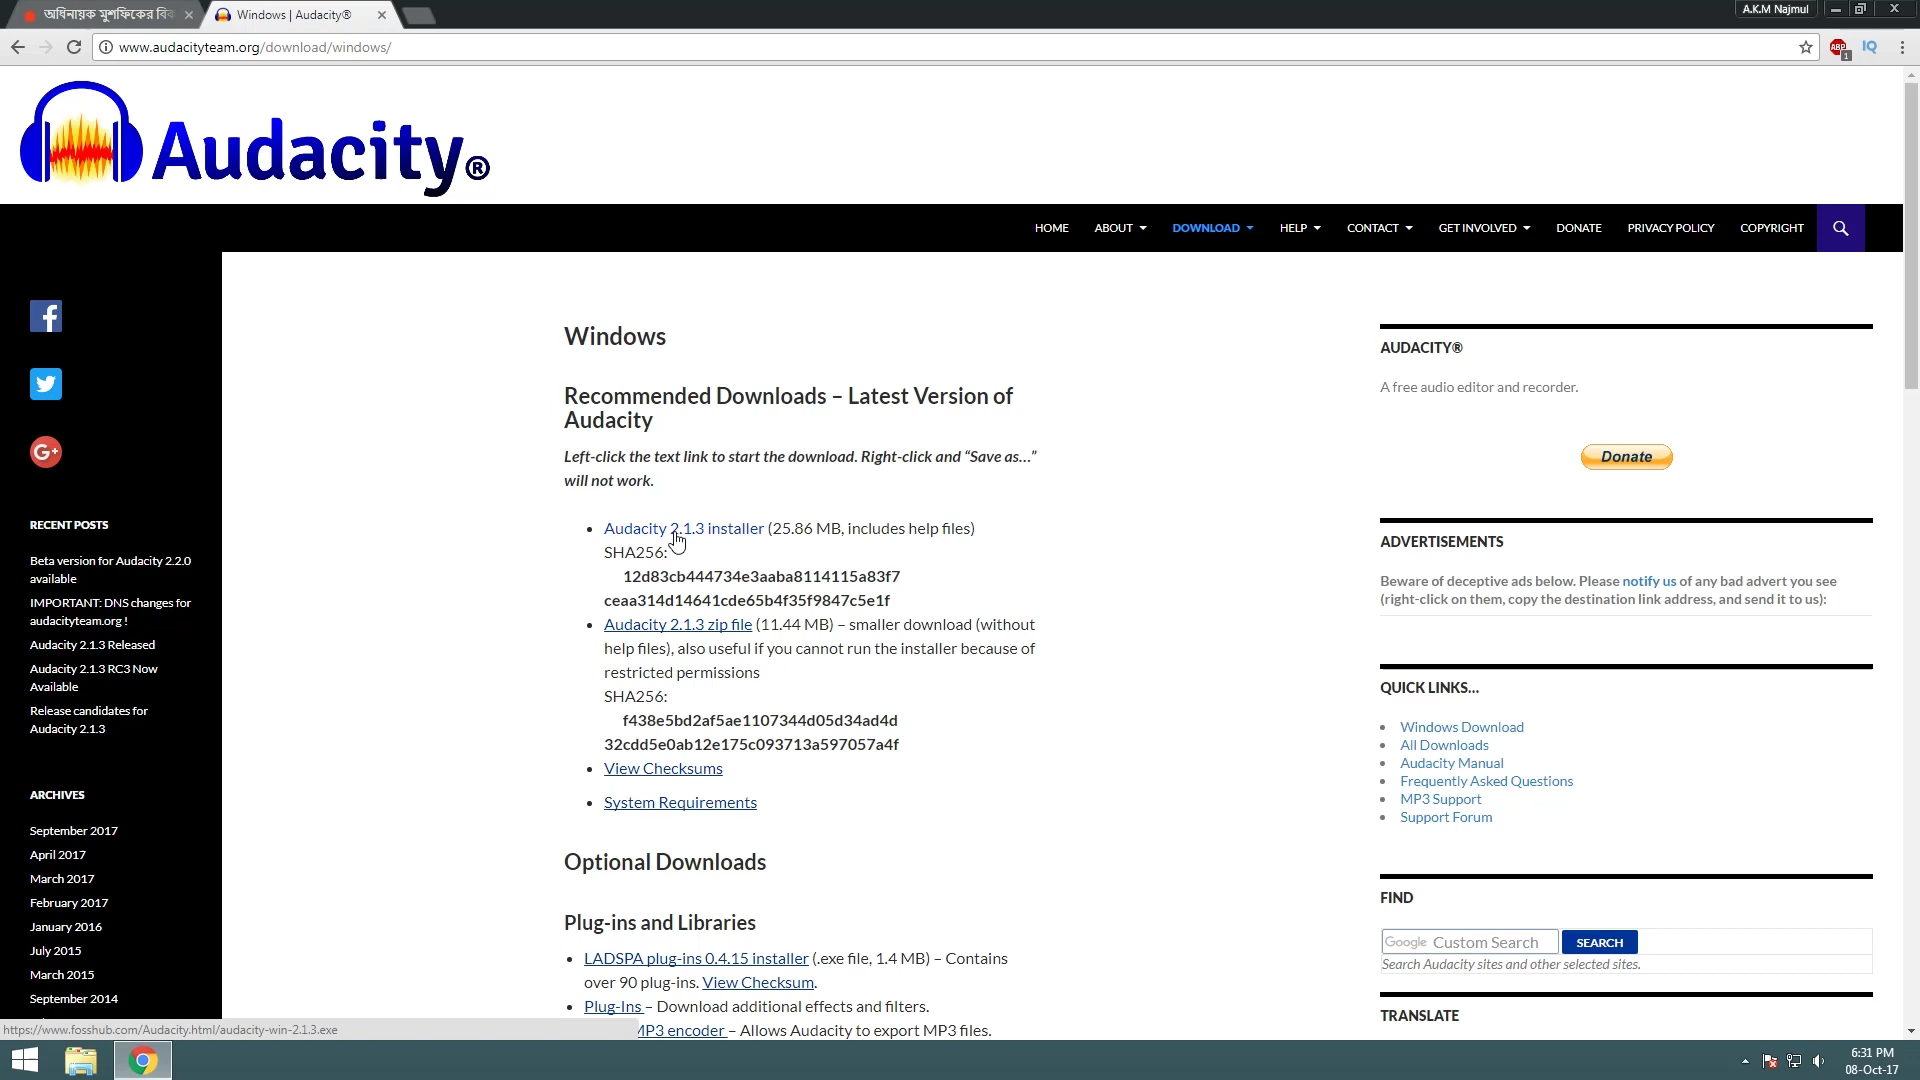 অধিনায়ক মুশফিকের বিব
Windows | Audacity®
A.K.M Najmul
www.audacityteam.org/download/windows/
ABP
1
IQ
Audacity®
HOME ABOUT DOWNLOAD HELP CONTACT GET INVOLVED DONATE PRIVACY POLICY COPYRIGHT
RECENT POSTS
Beta version for Audacity 2.2.0
available
IMPORTANT: DNS changes for
audacityteam.org !
Audacity 2.1.3 Released
Audacity 2.1.3 RC3 Now
Available
Release candidates for
Audacity 2.1.3
ARCHIVES
September 2017
April 2017
March 2017
February 2017
January 2016
July 2015
March 2015
September 2014
Windows
Recommended Downloads – Latest Version of
Audacity
Left-click the text link to start the download. Right-click and “Save as...”
will not work.
Audacity 2.1.3 installer (25.86 MB, includes help files)
SHA256:
12d83cb444734e3aaba8114115a83f7
ceaa314d14641cde65b4f35f9847c5e1f
Audacity 2.1.3 zip file (11.44 MB) – smaller download (without
help files), also useful if you cannot run the installer because of
restricted permissions
SHA256:
f438e5bd2af5ae1107344d05d34ad4d
32cdd5e0ab12e175c093713a597057a4f
View Checksums
System Requirements
Optional Downloads
Plug-ins and Libraries
LADSPA plug-ins 0.4.15 installer (.exe file, 1.4 MB) – Contains
over 90 plug-ins. View Checksum.
Plug-Ins – Download additional effects and filters.
MP3 encoder – Allows Audacity to export MP3 files.
AUDACITY®
A free audio editor and recorder.
Donate
ADVERTISEMENTS
Beware of deceptive ads below. Please notify us of any bad advert you see
(right-click on them, copy the destination link address, and send it to us):
QUICK LINKS...
Windows Download
All Downloads
Audacity Manual
Frequently Asked Questions
MP3 Support
Support Forum
FIND
Google Custom Search SEARCH
Search Audacity sites and other selected sites.
TRANSLATE
https://www.fosshub.com/Audacity.html/audacity-win-2.1.3.exe
6:31 PM
08-Oct-17